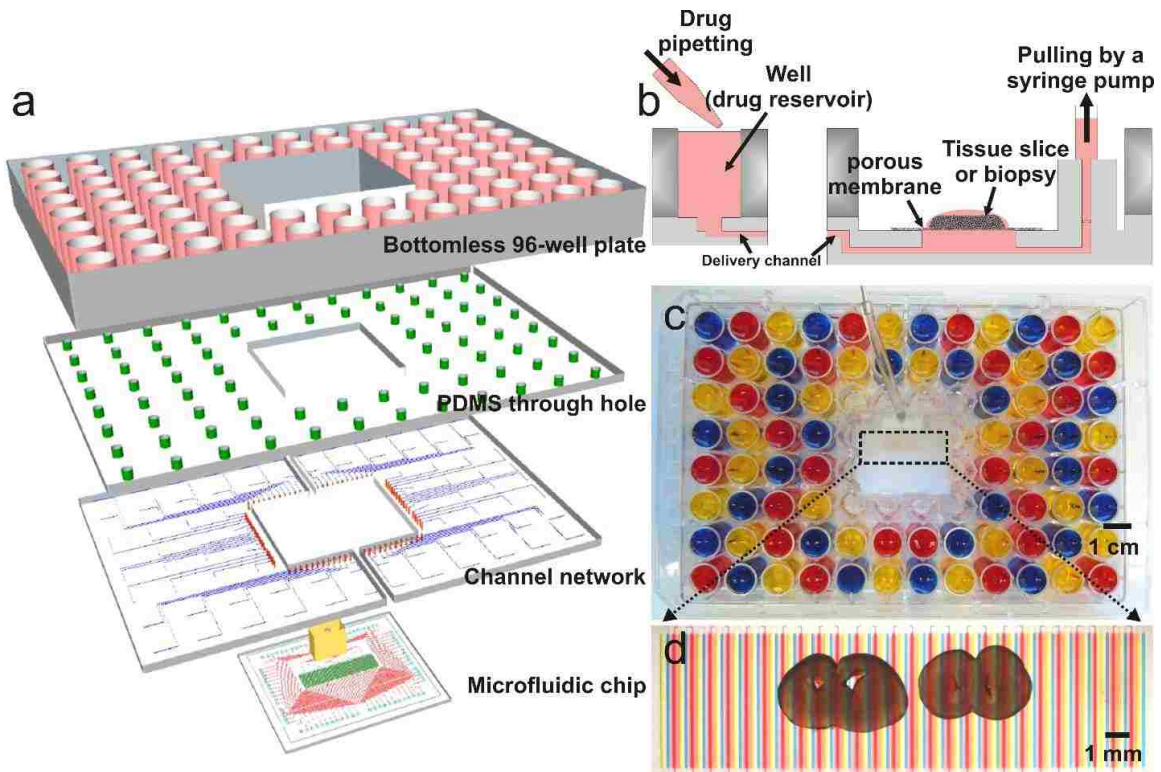 a
Bottomless 96-well plate
PDMS through hole
Channel network
Microfluidic chip
b
Drug
pipetting
Well
(drug reservoir)
Pulling by a
syringe pump
porous
membrane
Tissue slice
or biopsy
Delivery channel
c
1 cm
d
1 mm